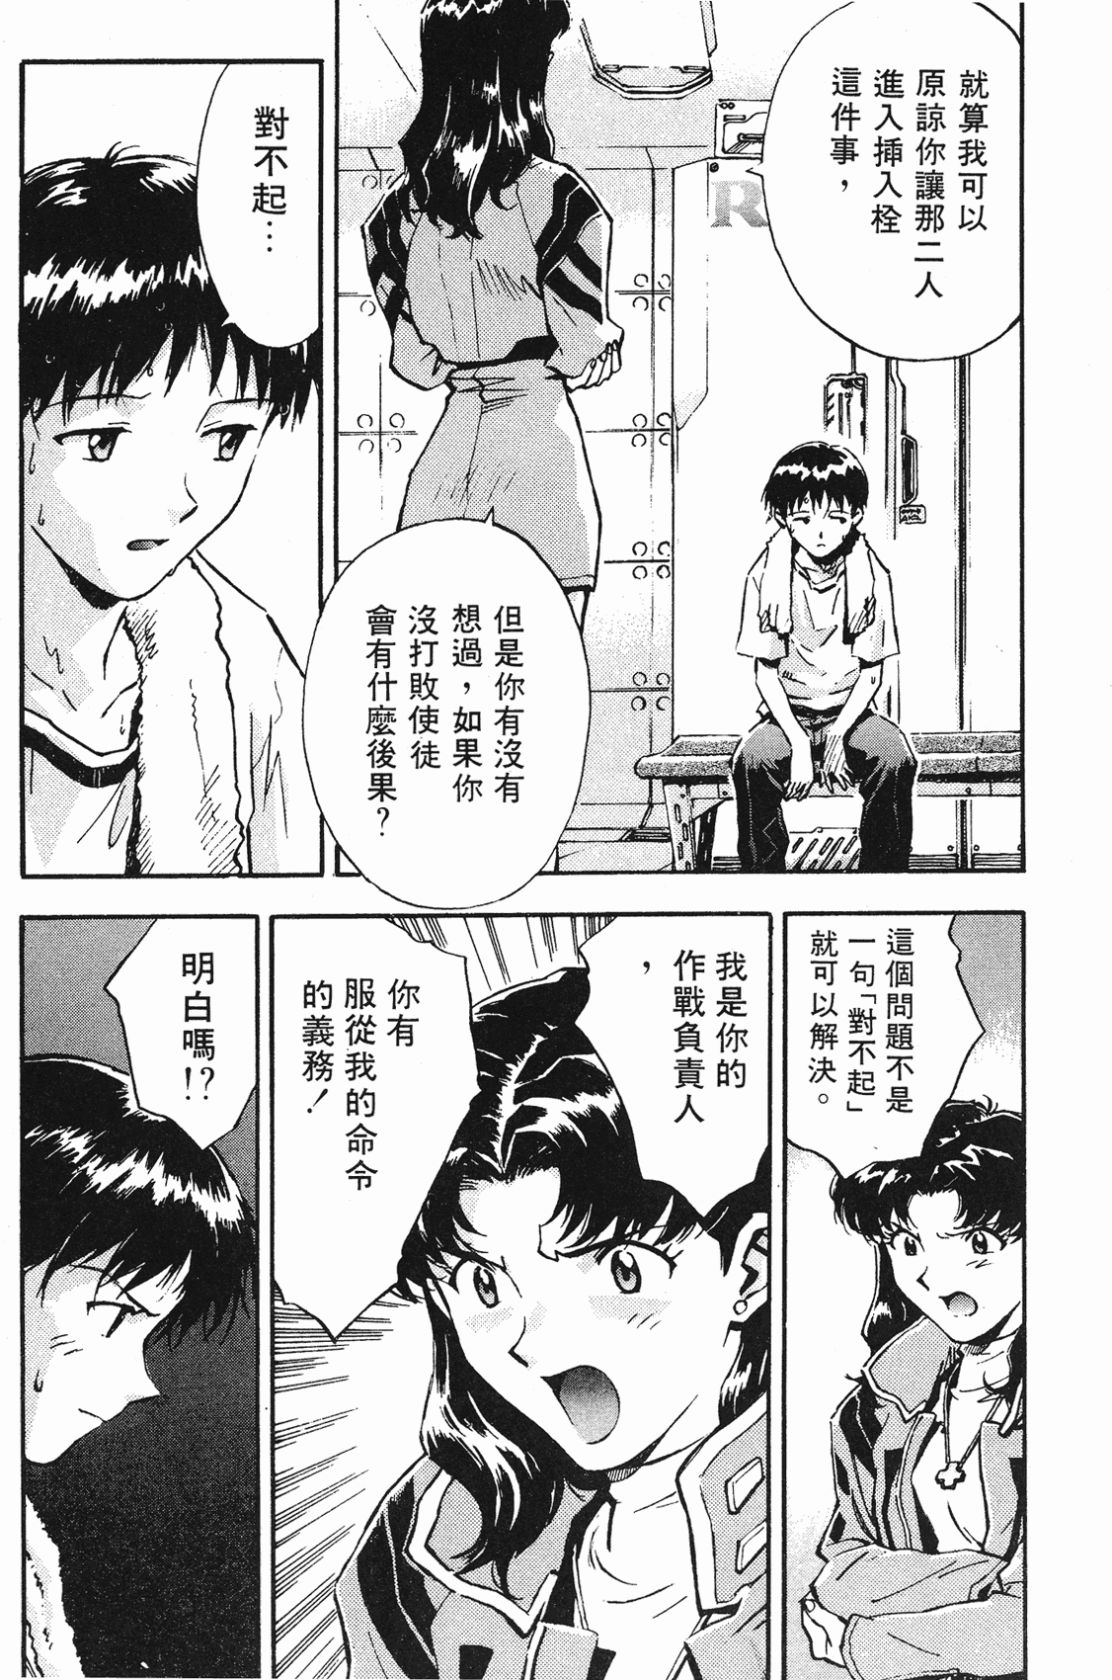 就算我可以
原諒你讓那二人
進入插入栓
這件事，
R
但是你有沒有
想過，如果你
沒打敗使徒
會有什麼後果?
對不起…
這個問題不是
一句「對不起」
就可以解決。
我是你的
作戰負責人
，
你有
服從我的命令
的義務！
明白嗎!?